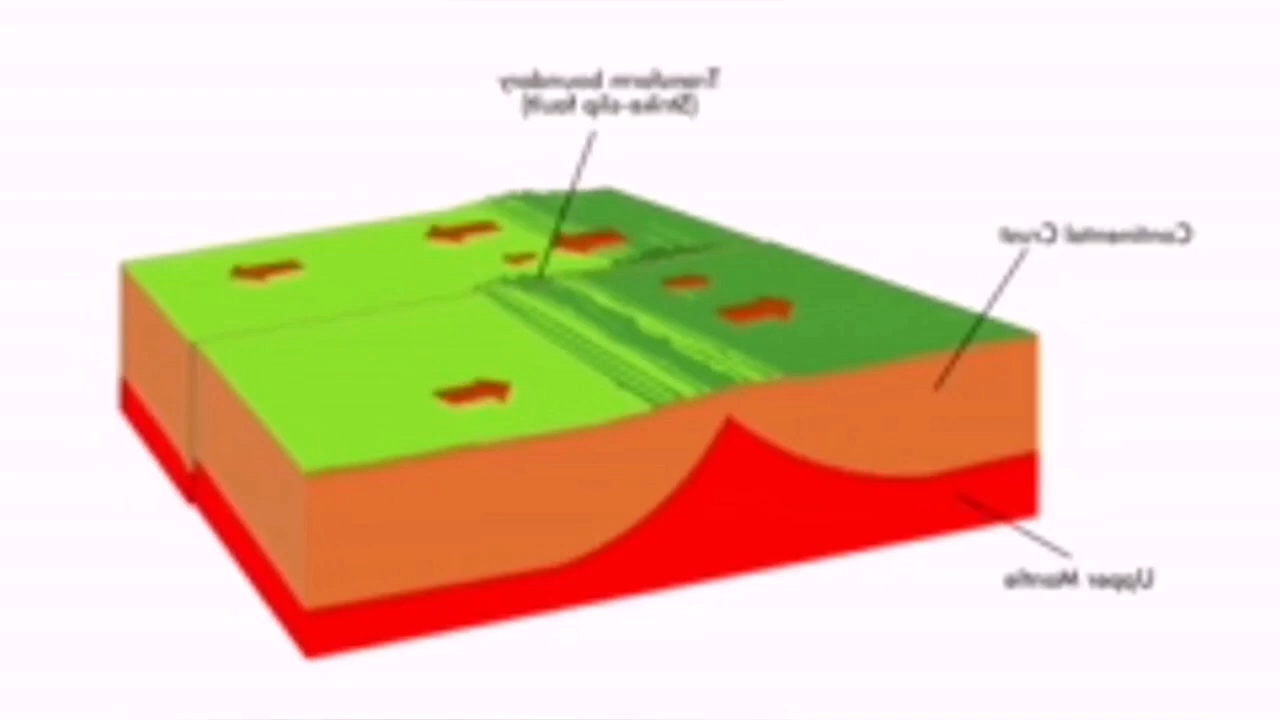 Transform boundary
(Strike-slip fault)
Continental Crust
Upper Mantle